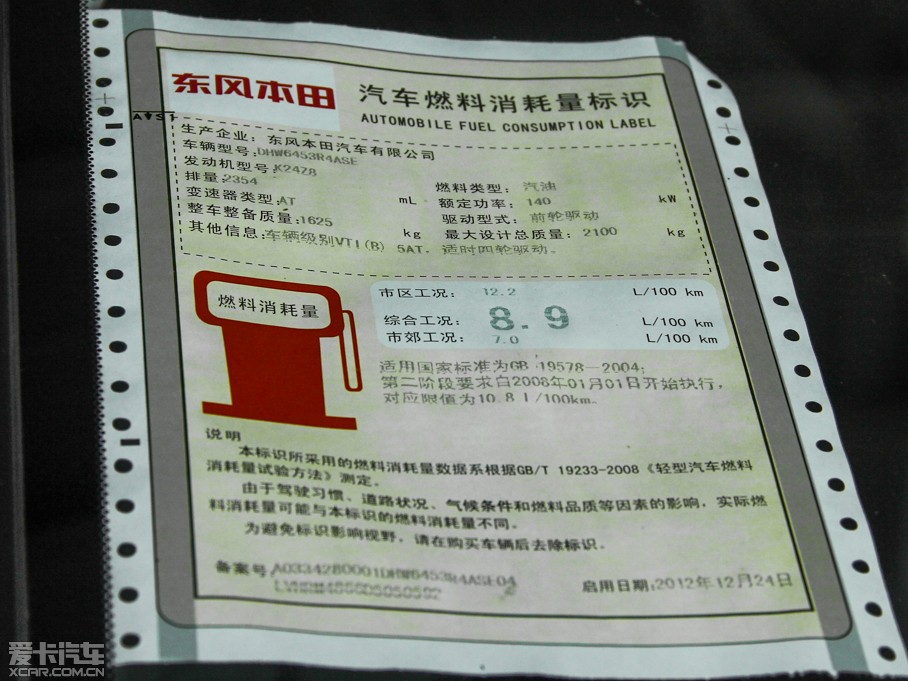 东风本田
汽车燃料消耗量标识
AUTOMOBILE FUEL CONSUMPTION LABEL
生产企业: 东风本田汽车有限公司
车辆型号:DHW6453R4ASE
发动机型号:K24Z8
排量:2354 mL
燃料类型: 汽油
变速器类型:AT
额定功率: 140 kW
整车整备质量:1625 kg
驱动型式: 前轮驱动
最大设计总质量: 2100 kg
其他信息:车辆级别VTI(B) 5AT, 适时四轮驱动。
燃料消耗量
市区工况: 12.2 L/100 km
综合工况: 8.9 L/100 km
市郊工况: 7.0 L/100 km
适用国家标准为GB 19578-2004;
第二阶段要求自2008年01月01日开始执行,
对应限值为10.8 L/100km。
说明
本标识所采用的燃料消耗量数据系根据GB/T 19233-2008《轻型汽车燃料
消耗量试验方法》测定。
由于驾驶习惯、道路状况、气候条件和燃料品质等因素的影响, 实际燃
料消耗量可能与本标识的燃料消耗量不同。
为避免标识影响视野, 请在购买车辆后去除标识。
备案号:A0334280001DHW6453R4ASE04
启用日期:2012年12月24日
爱卡汽车
XCAR.COM.CN